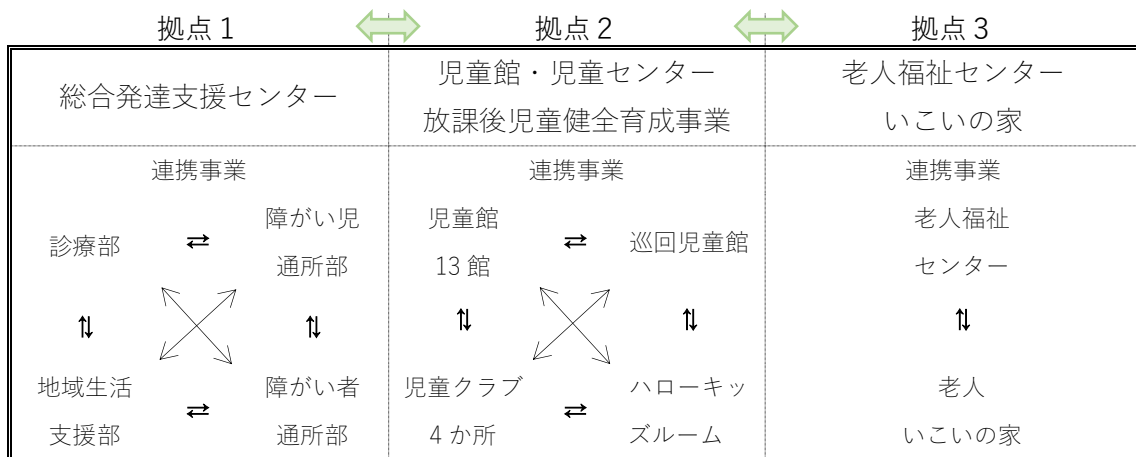 拠点1 拠点2 拠点3
総合発達支援センター
児童館・児童センター
放課後児童健全育成事業
老人福祉センター
いこいの家
連携事業
診療部 ⇄ 障がい児
通所部
⇅ ⇅
地域生活
支援部
⇄ 障がい者
通所部
連携事業
児童館
13館
⇄ 巡回児童館
⇅ ⇅
児童クラブ
4か所
⇄ ハローキッ
ズルーム
連携事業
老人福祉
センター
⇅
老人
いこいの家